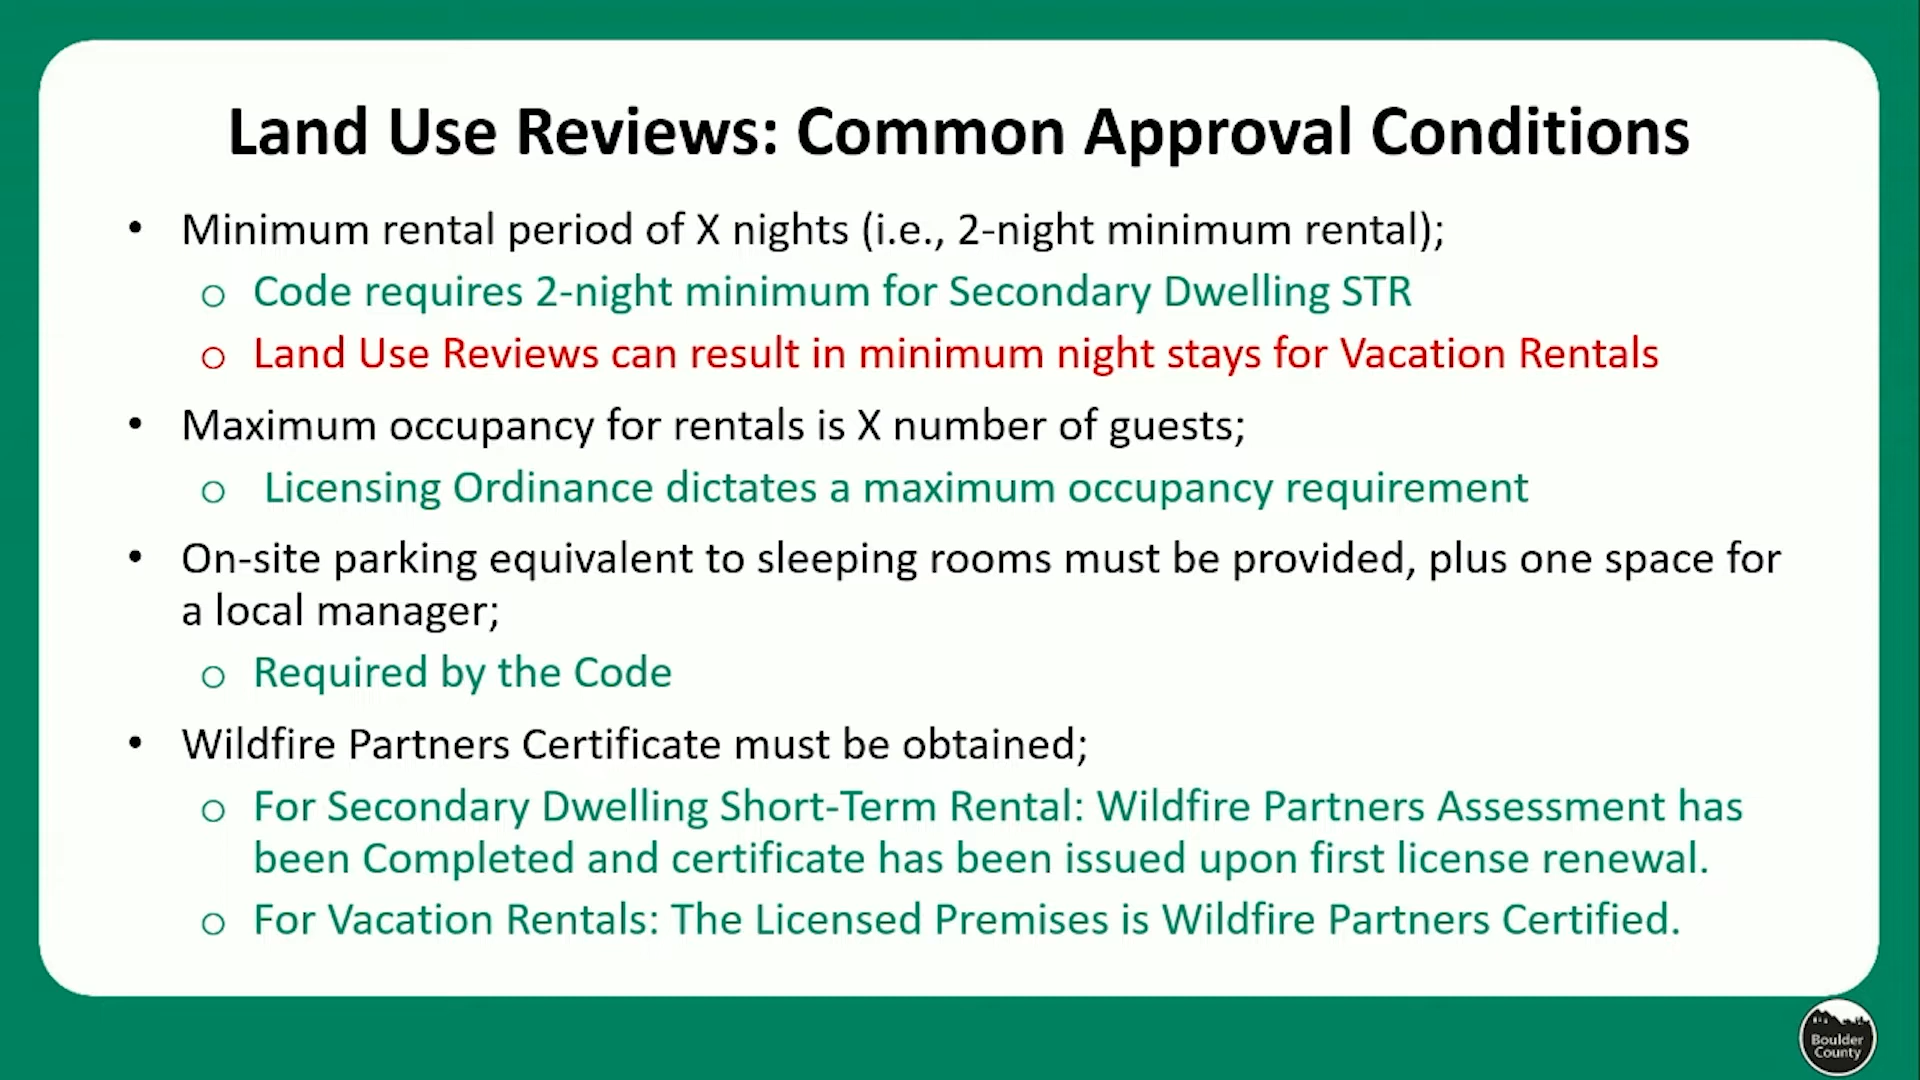 Land Use Reviews: Common Approval Conditions
• Minimum rental period of X nights (i.e., 2-night minimum rental);
o Code requires 2-night minimum for Secondary Dwelling STR
o Land Use Reviews can result in minimum night stays for Vacation Rentals
• Maximum occupancy for rentals is X number of guests;
o Licensing Ordinance dictates a maximum occupancy requirement
• On-site parking equivalent to sleeping rooms must be provided, plus one space for
a local manager;
o Required by the Code
• Wildfire Partners Certificate must be obtained;
o For Secondary Dwelling Short-Term Rental: Wildfire Partners Assessment has
been Completed and certificate has been issued upon first license renewal.
o For Vacation Rentals: The Licensed Premises is Wildfire Partners Certified.
Boulder
County